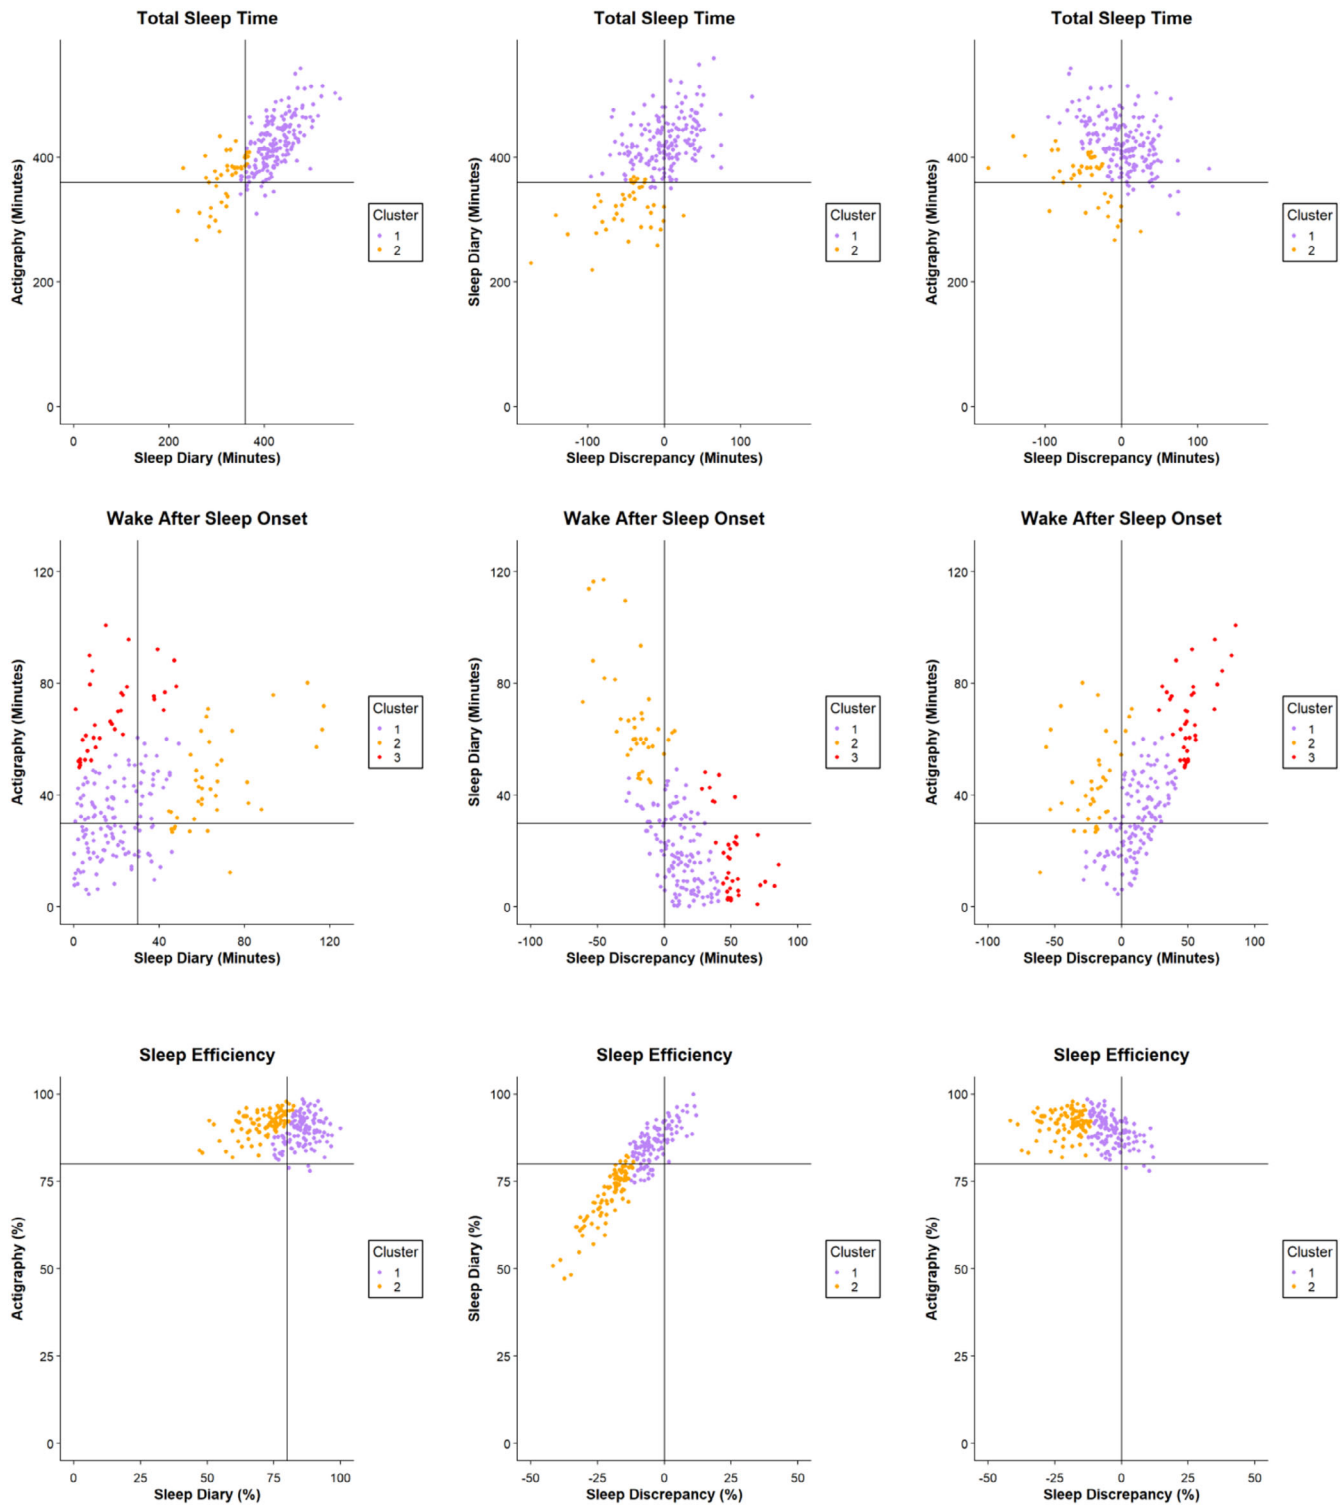 Total Sleep Time
Total Sleep Time
Total Sleep Time
Actigraphy (Minutes)
400
200
0
0
200
400
Sleep Diary (Minutes)
Cluster
1
2
Sleep Diary (Minutes)
400
200
0
-100
0
100
Sleep Discrepancy (Minutes)
Cluster
1
2
Actigraphy (Minutes)
400
200
0
-100
0
100
Sleep Discrepancy (Minutes)
Cluster
1
2
Wake After Sleep Onset
Wake After Sleep Onset
Wake After Sleep Onset
Actigraphy (Minutes)
120
80
40
0
0
40
80
120
Sleep Diary (Minutes)
Cluster
1
2
3
Sleep Diary (Minutes)
120
80
40
0
-100
-50
0
50
100
Sleep Discrepancy (Minutes)
Cluster
1
2
3
Actigraphy (Minutes)
120
80
40
0
-100
-50
0
50
100
Sleep Discrepancy (Minutes)
Cluster
1
2
3
Sleep Efficiency
Sleep Efficiency
Sleep Efficiency
Actigraphy (%)
100
75
50
25
0
0
25
50
75
100
Sleep Diary (%)
Cluster
1
2
Sleep Diary (%)
100
75
50
25
0
-50
-25
0
25
50
Sleep Discrepancy (%)
Cluster
1
2
Actigraphy (%)
100
75
50
25
0
-50
-25
0
25
50
Sleep Discrepancy (%)
Cluster
1
2